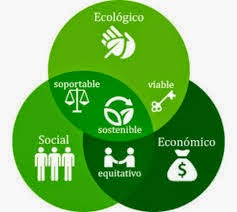 Ecológico
soportable
viable
sostenible
Social
Económico
equitativo
$